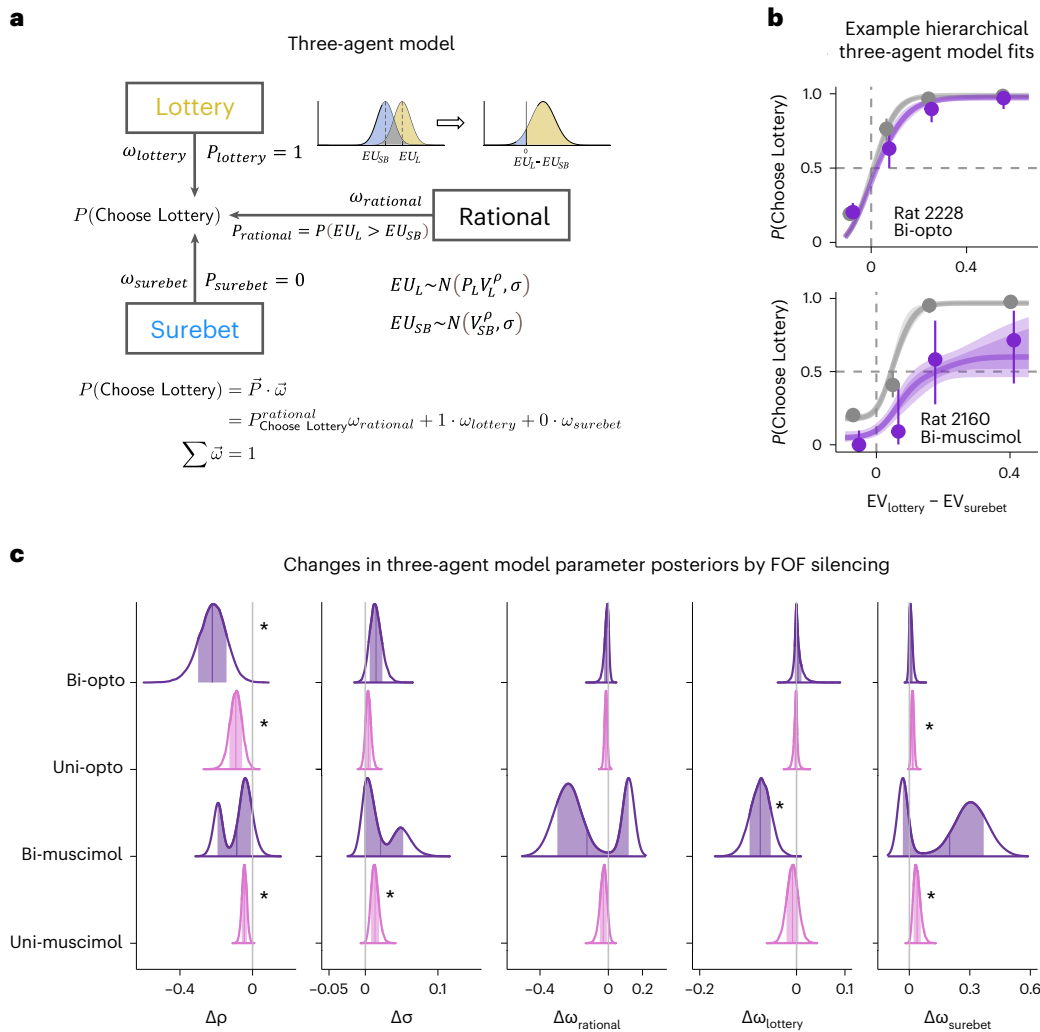 a
Three-agent model
Lottery
ω_lottery P_lottery = 1
EU_SB EU_L
0
EU_L-EU_SB
P(Choose Lottery)
ω_rational
P_rational = P(EU_L > EU_SB)
Rational
ω_surebet P_surebet = 0
Surebet
EU_L~N(P_L V_L^ρ, σ)
EU_SB~N(V_SB^ρ, σ)
P(Choose Lottery) = P⃗ · ω⃗
= P^rational_Choose Lottery ω_rational + 1 · ω_lottery + 0 · ω_surebet
∑ ω⃗ = 1
b
Example hierarchical
three-agent model fits
P(Choose Lottery)
1.0
0.5
0
Rat 2228
Bi-opto
0 0.4
P(Choose Lottery)
1.0
0.5
0
Rat 2160
Bi-muscimol
0 0.4
EV_lottery – EV_surebet
c
Changes in three-agent model parameter posteriors by FOF silencing
Bi-opto * 
Uni-opto * *
Bi-muscimol *
Uni-muscimol * * *
–0.4 0
–0.05 0 0.1
–0.4 0 0.2
–0.2 0 0.1
0 0.3 0.6
Δρ
Δσ
Δω_rational
Δω_lottery
Δω_surebet